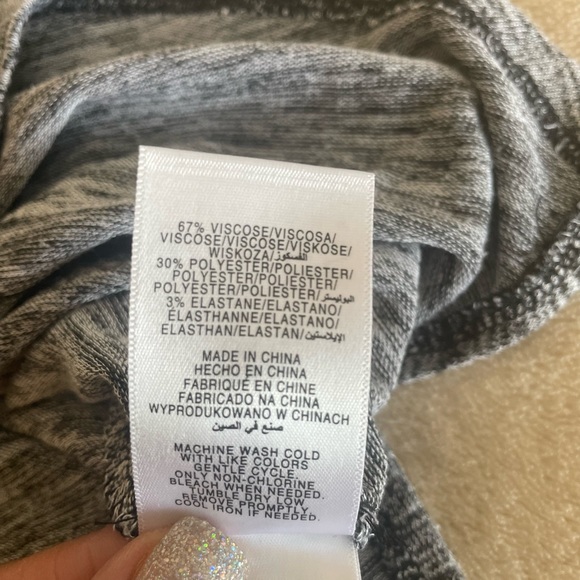 67% VISCOSE/VISCOSA/
VISCOSE/VISCOSE/VISKOSE/
WISKOZA/الفسكوز
30% POLYESTER/POLIESTER/
POLYESTER/POLIESTER/
POLYESTER/POLIESTER/البوليستر
3% ELASTANE/ELASTANO/
ELASTHANNE/ELASTANO/
ELASTHAN/ELASTAN/الإيلاستين
MADE IN CHINA
HECHO EN CHINA
FABRIQUÉ EN CHINE
FABRICADO NA CHINA
WYPRODUKOWANO W CHINACH
صنع في الصين
MACHINE WASH COLD
WITH LIKE COLORS
GENTLE CYCLE.
ONLY NON-CHLORINE
BLEACH WHEN NEEDED.
TUMBLE DRY LOW
REMOVE PROMPTLY.
COOL IRON IF NEEDED.